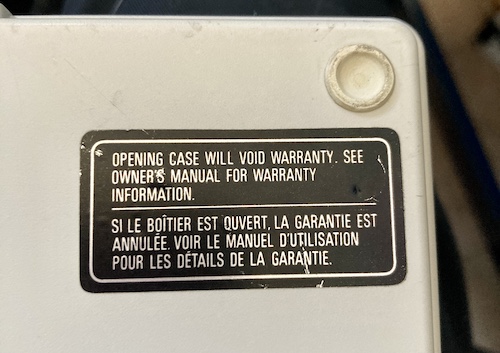 OPENING CASE WILL VOID WARRANTY. SEE
OWNER'S MANUAL FOR WARRANTY
INFORMATION.
SI LE BOÎTIER EST OUVERT, LA GARANTIE EST
ANNULÉE. VOIR LE MANUEL D'UTILISATION
POUR LES DÉTAILS DE LA GARANTIE.